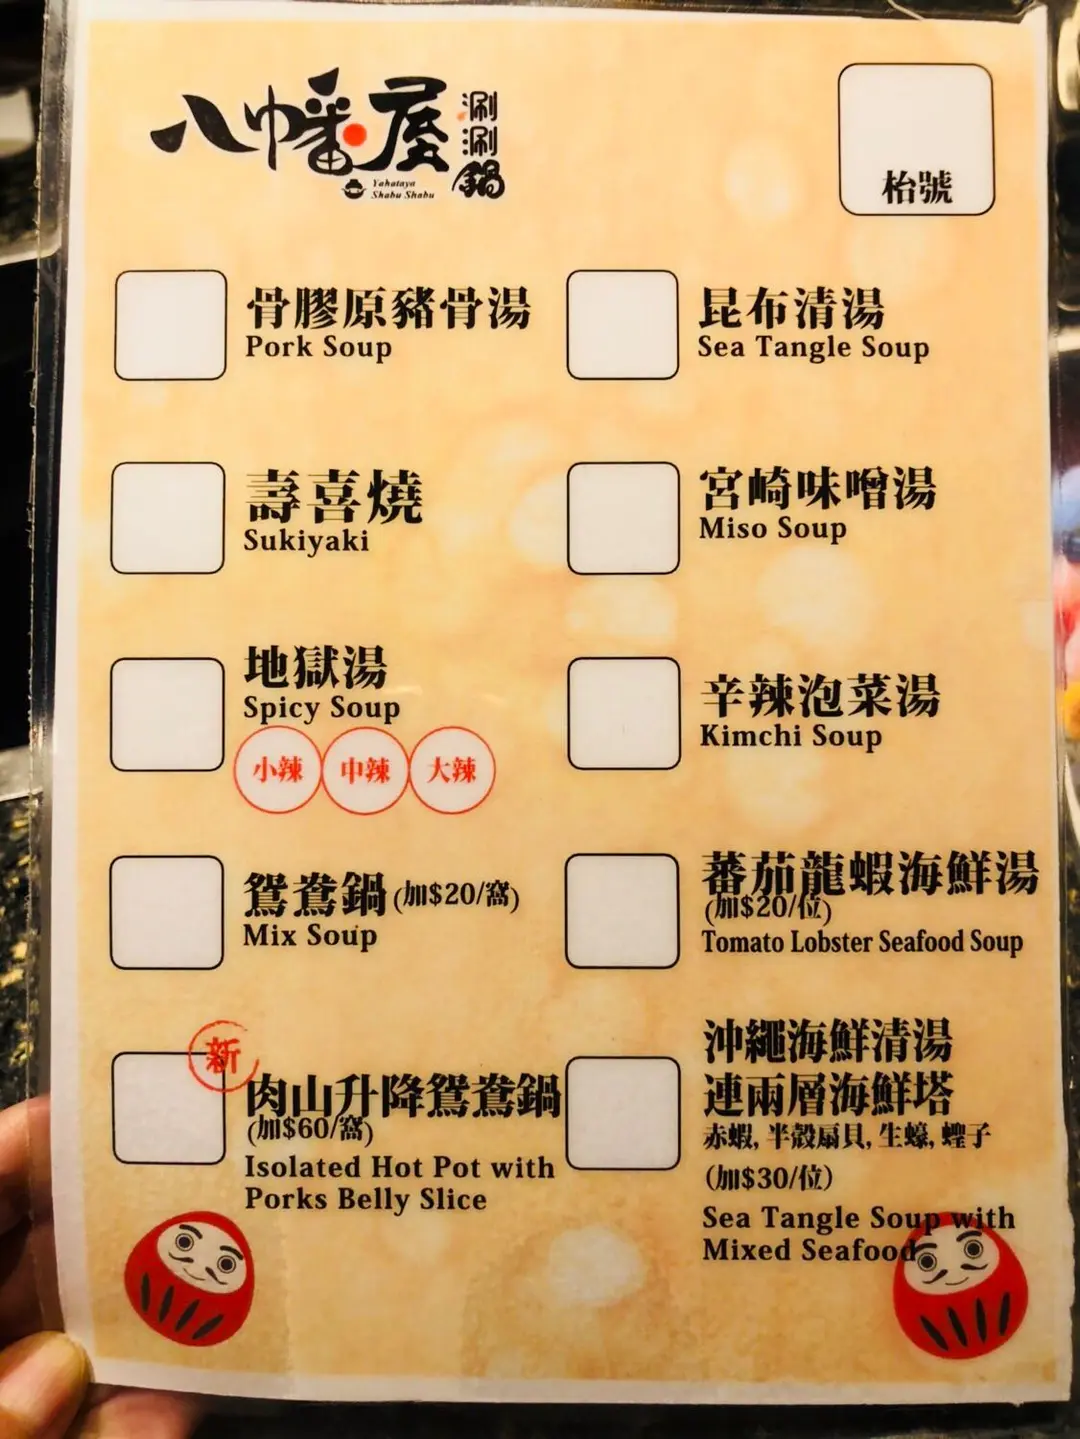 八幡屋
涮涮鍋
Yahataya
Shabu Shabu
枱號
骨膠原豬骨湯
Pork Soup
昆布清湯
Sea Tangle Soup
壽喜燒
Sukiyaki
宮崎味噌湯
Miso Soup
地獄湯
Spicy Soup
小辣 中辣 大辣
辛辣泡菜湯
Kimchi Soup
鴛鴦鍋(加$20/窩)
Mix Soup
蕃茄龍蝦海鮮湯
(加$20/位)
Tomato Lobster Seafood Soup
新
肉山升降鴛鴦鍋
(加$60/窩)
Isolated Hot Pot with
Porks Belly Slice
沖繩海鮮清湯
連兩層海鮮塔
赤蝦, 半殼扇貝, 生蠔, 蟶子
(加$30/位)
Sea Tangle Soup with
Mixed Seafood